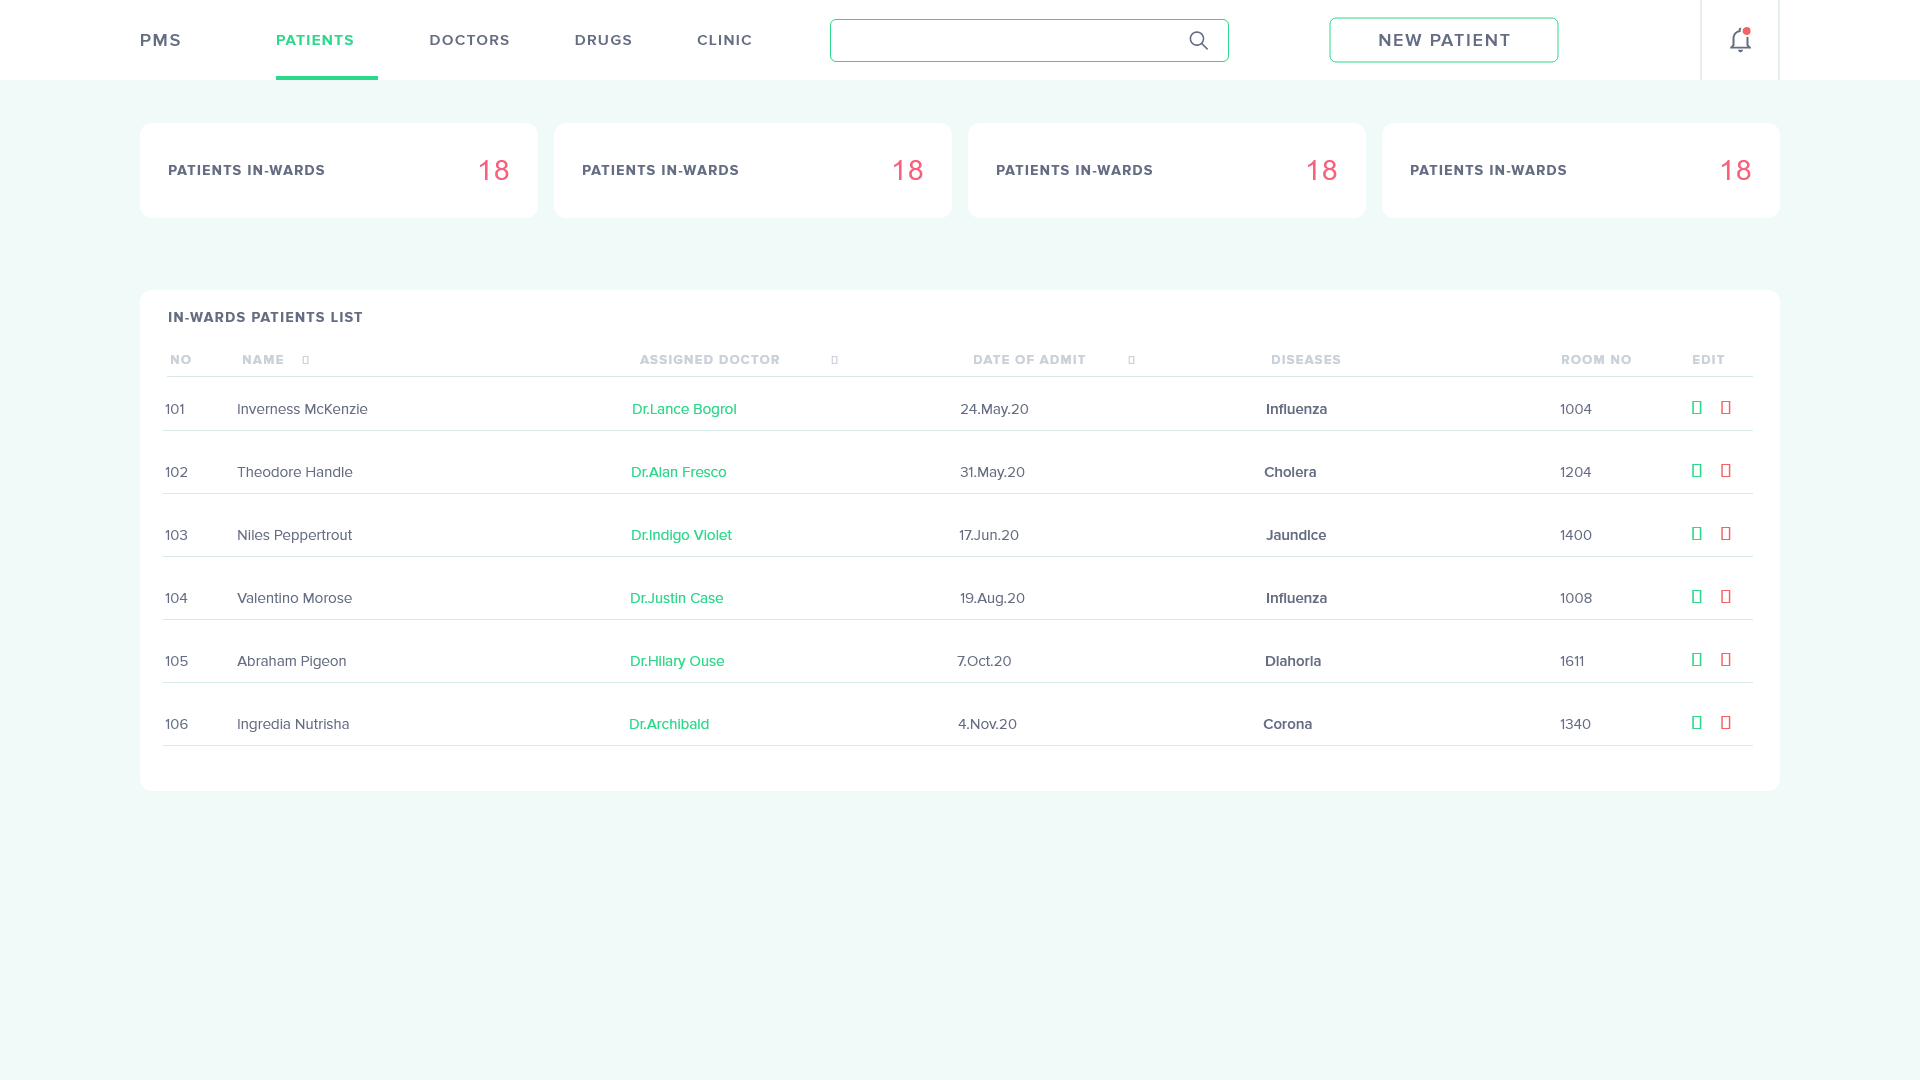 PMS PATIENTS DOCTORS DRUGS CLINIC NEW PATIENT
PATIENTS IN-WARDS 18 PATIENTS IN-WARDS 18 PATIENTS IN-WARDS 18 PATIENTS IN-WARDS 18
IN-WARDS PATIENTS LIST
NO NAME ASSIGNED DOCTOR DATE OF ADMIT DISEASES ROOM NO EDIT
101 Inverness McKenzie Dr.Lance Bogrol 24.May.20 Influenza 1004
102 Theodore Handle Dr.Alan Fresco 31.May.20 Cholera 1204
103 Niles Peppertrout Dr.Indigo Violet 17.Jun.20 Jaundice 1400
104 Valentino Morose Dr.Justin Case 19.Aug.20 Influenza 1008
105 Abraham Pigeon Dr.Hilary Ouse 7.Oct.20 Diahoria 1611
106 Ingredia Nutrisha Dr.Archibald 4.Nov.20 Corona 1340